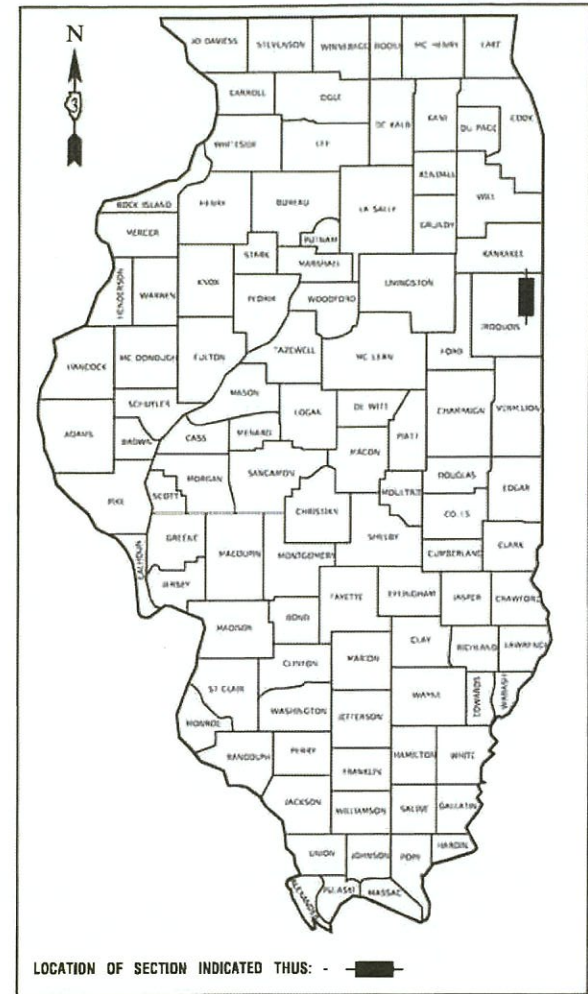 N
3
JO DAVIESS STEVENSON WINNEBAGO BOONE MC HENRY LAKE
CARROLL OGLE DE KALB KANE DU PAGE COOK
WHITESIDE LEE KENDALL WILL
ROCK ISLAND HENRY BUREAU LA SALLE GRUNDY
MERCER PUTNAM KANKAKEE
STARK MARSHALL
HENDERSON WARREN KNOX PEORIA WOODFORD LIVINGSTON IROQUOIS
HANCOCK MC DONOUGH FULTON TAZEWELL MC LEAN FORD
SCHUYLER MASON LOGAN DE WITT CHAMPAIGN VERMILION
ADAMS BROWN CASS MENARD MACON PIATT
PIKE SCOTT MORGAN SANGAMON MOULTRIE DOUGLAS EDGAR
CHRISTIAN COLES
CALHOUN GREENE MACOUPIN MONTGOMERY SHELBY CUMBERLAND CLARK
JERSEY FAYETTE EFFINGHAM JASPER CRAWFORD
MADISON BOND CLAY RICHLAND LAWRENCE
CLINTON MARION
ST CLAIR WASHINGTON JEFFERSON WAYNE EDWARDS WABASH
MONROE
RANDOLPH PERRY HAMILTON WHITE
FRANKLIN
JACKSON WILLIAMSON SALINE GALLATIN
UNION JOHNSON POPE HARDIN
ALEXANDER PULASKI MASSAC
LOCATION OF SECTION INDICATED THUS: -